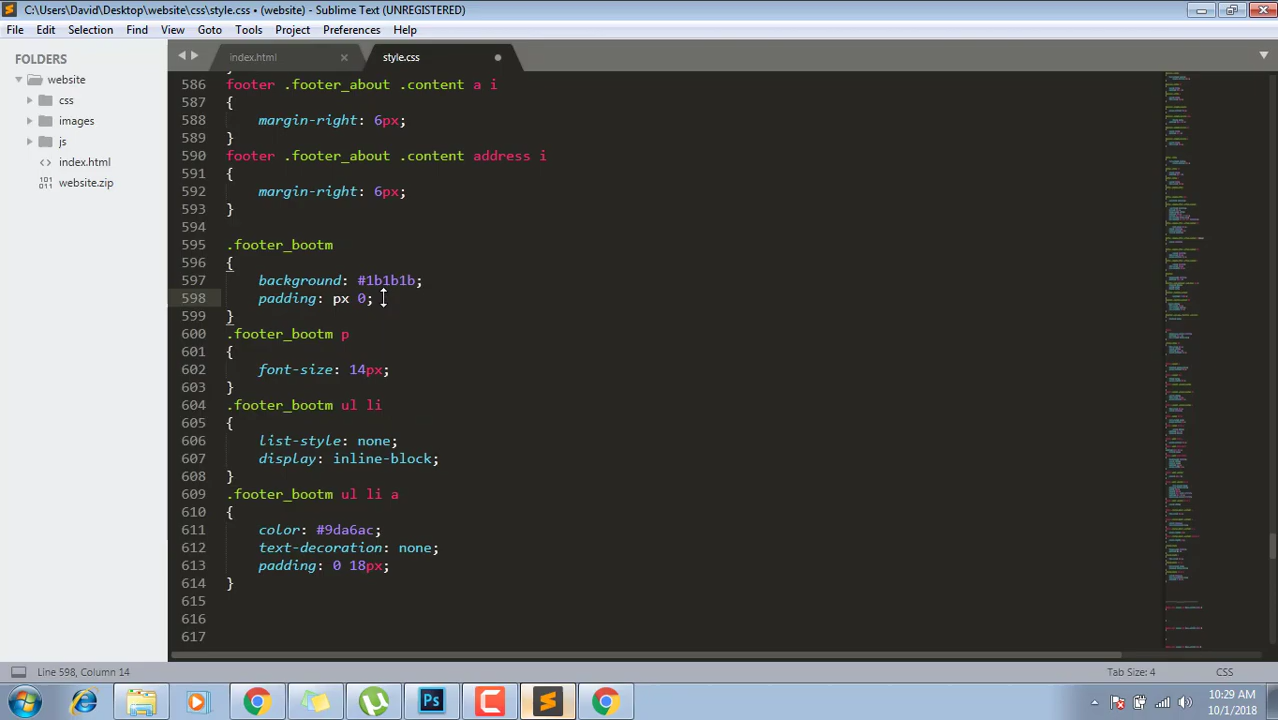 C:\Users\David\Desktop\website\css\style.css • (website) - Sublime Text (UNREGISTERED)
File Edit Selection Find View Goto Tools Project Preferences Help
FOLDERS
website
css
images
js
index.html
website.zip
index.html
style.css
586 footer .footer_about .content a i
587 {
588 margin-right: 6px;
589 }
590 footer .footer_about .content address i
591 {
592 margin-right: 6px;
593 }
594
595 .footer_bootm
596 {
597 background: #1b1b1b;
598 padding: px 0;
599 }
600 .footer_bootm p
601 {
602 font-size: 14px;
603 }
604 .footer_bootm ul li
605 {
606 list-style: none;
607 display: inline-block;
608 }
609 .footer_bootm ul li a
610 {
611 color: #9da6ac;
612 text-decoration: none;
613 padding: 0 18px;
614 }
615
616
617
Line 598, Column 14
Tab Size: 4
CSS
Ps
10:29 AM
10/1/2018